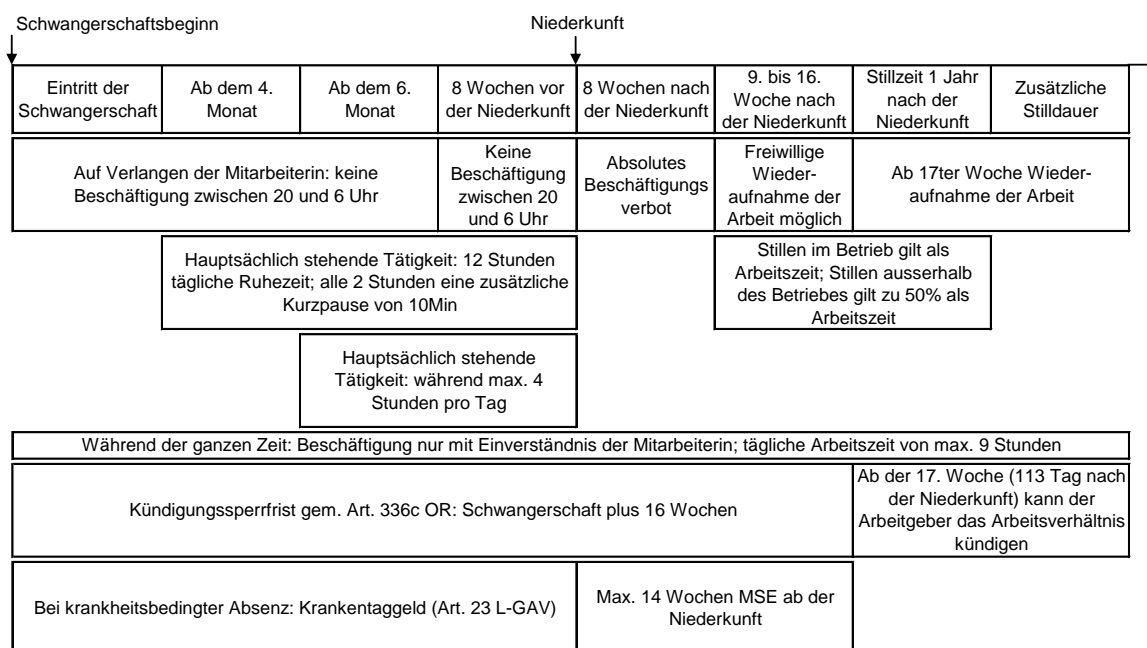 Schwangerschaftsbeginn
Niederkunft
Eintritt der
Schwangerschaft
Ab dem 4.
Monat
Ab dem 6.
Monat
8 Wochen vor
der Niederkunft
8 Wochen nach
der Niederkunft
9. bis 16.
Woche nach
der Niederkunft
Stillzeit 1 Jahr
nach der
Niederkunft
Zusätzliche
Stilldauer
Auf Verlangen der Mitarbeiterin: keine
Beschäftigung zwischen 20 und 6 Uhr
Keine
Beschäftigung
zwischen 20
und 6 Uhr
Absolutes
Beschäftigungs
verbot
Freiwillige
Wieder-
aufnahme der
Arbeit möglich
Ab 17ter Woche Wieder-
aufnahme der Arbeit
Hauptsächlich stehende Tätigkeit: 12 Stunden
tägliche Ruhezeit; alle 2 Stunden eine zusätzliche
Kurzpause von 10Min
Stillen im Betrieb gilt als
Arbeitszeit; Stillen ausserhalb
des Betriebes gilt zu 50% als
Arbeitszeit
Hauptsächlich stehende
Tätigkeit: während max. 4
Stunden pro Tag
Während der ganzen Zeit: Beschäftigung nur mit Einverständnis der Mitarbeiterin; tägliche Arbeitszeit von max. 9 Stunden
Kündigungssperrfrist gem. Art. 336c OR: Schwangerschaft plus 16 Wochen
Ab der 17. Woche (113 Tag nach
der Niederkunft) kann der
Arbeitgeber das Arbeitsverhältnis
kündigen
Bei krankheitsbedingter Absenz: Krankentaggeld (Art. 23 L-GAV)
Max. 14 Wochen MSE ab der
Niederkunft